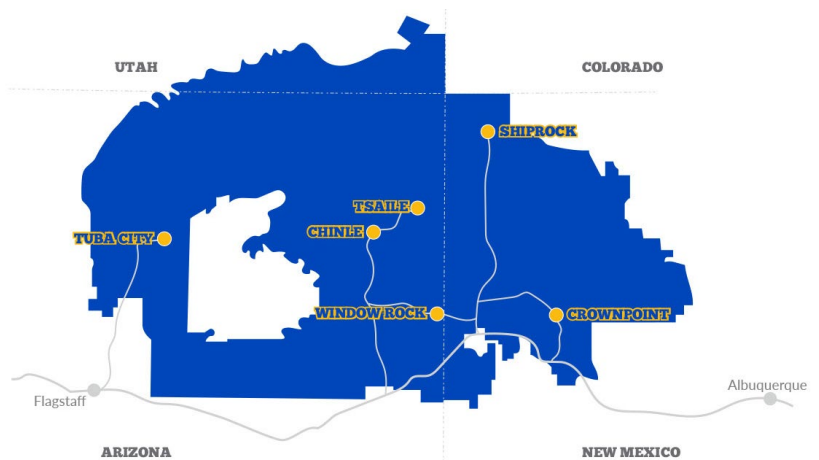 UTAH
COLORADO
SHIPROCK
TSAILE
CHINLE
TUBA CITY
WINDOW ROCK
CROWNPOINT
Flagstaff
Albuquerque
ARIZONA
NEW MEXICO